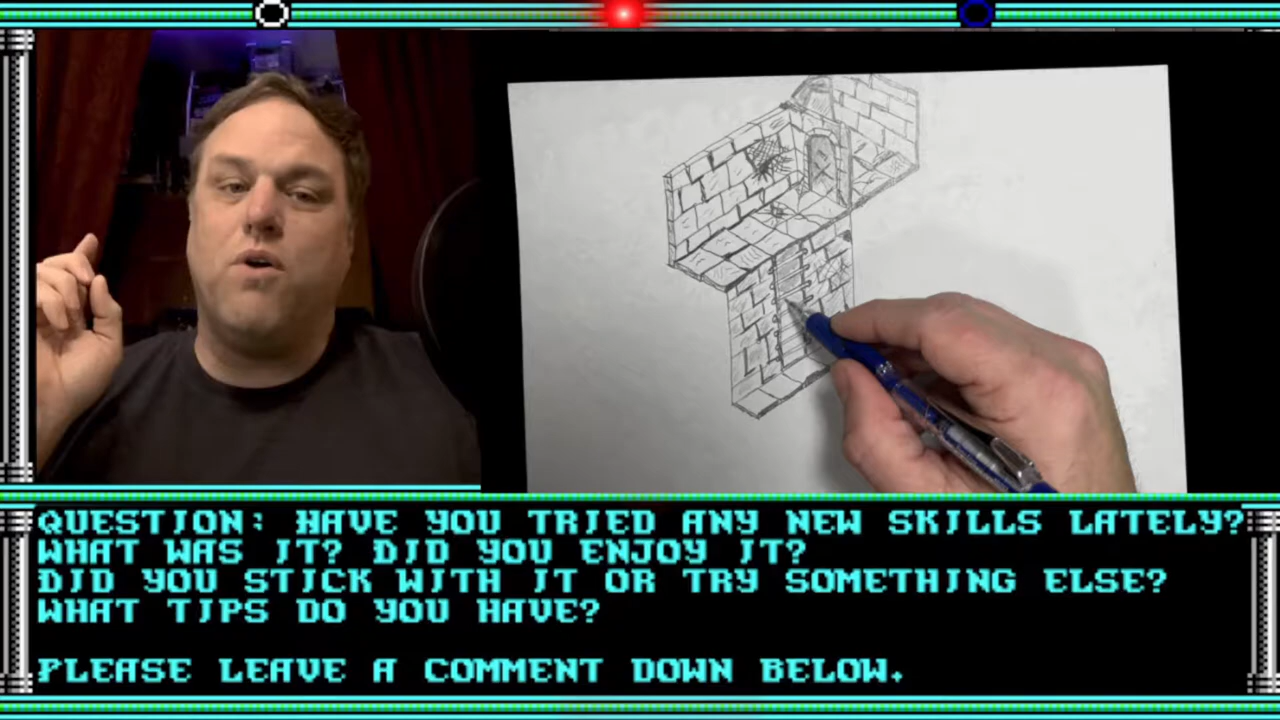 QUESTION: HAVE YOU TRIED ANY NEW SKILLS LATELY?
WHAT WAS IT? DID YOU ENJOY IT?
DID YOU STICK WITH IT OR TRY SOMETHING ELSE?
WHAT TIPS DO YOU HAVE?
PLEASE LEAVE A COMMENT DOWN BELOW.